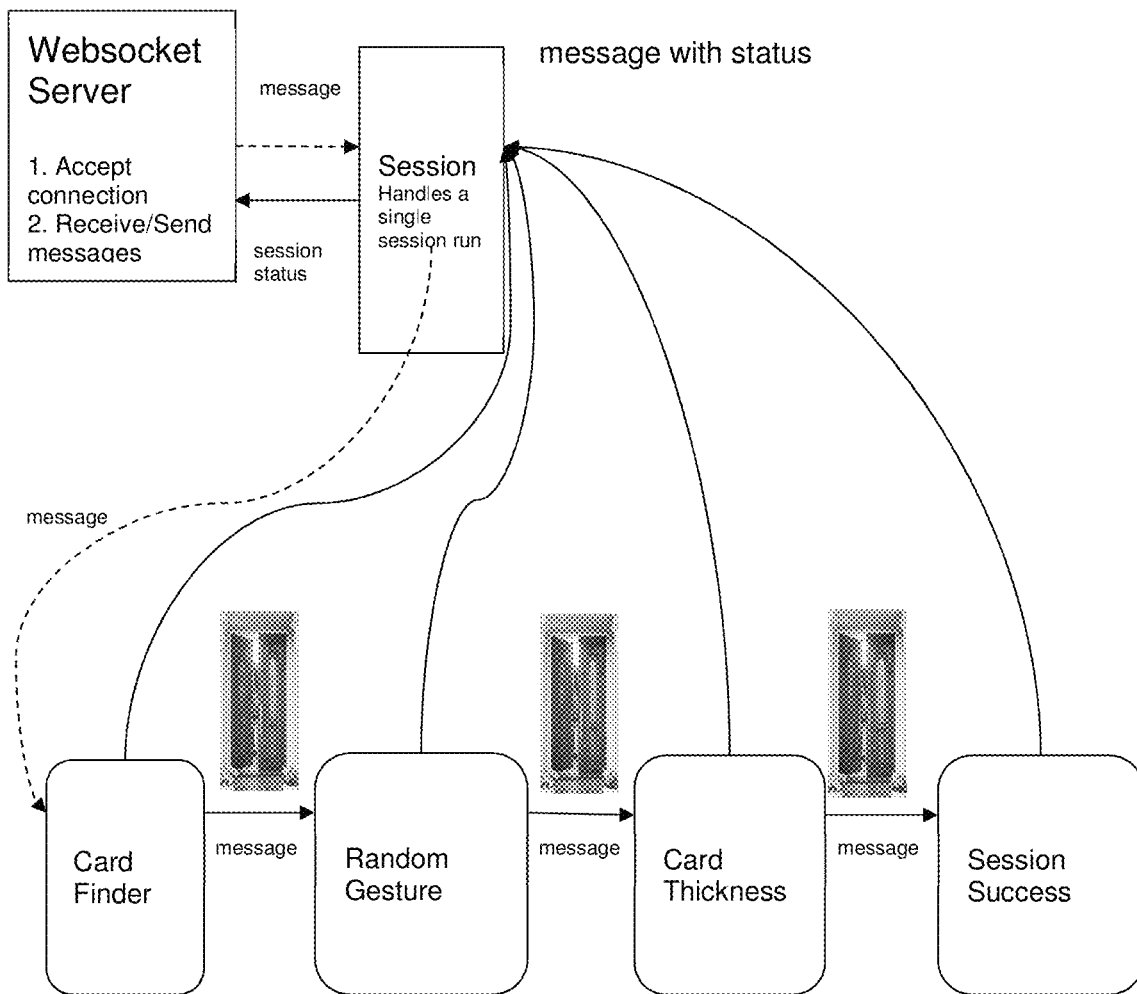 Websocket
Server
1. Accept
connection
2. Receive/Send
messages
message
session
status
Session
Handles a
single
session run
message with status
message
message
message
message
Card
Finder
Random
Gesture
Card
Thickness
Session
Success